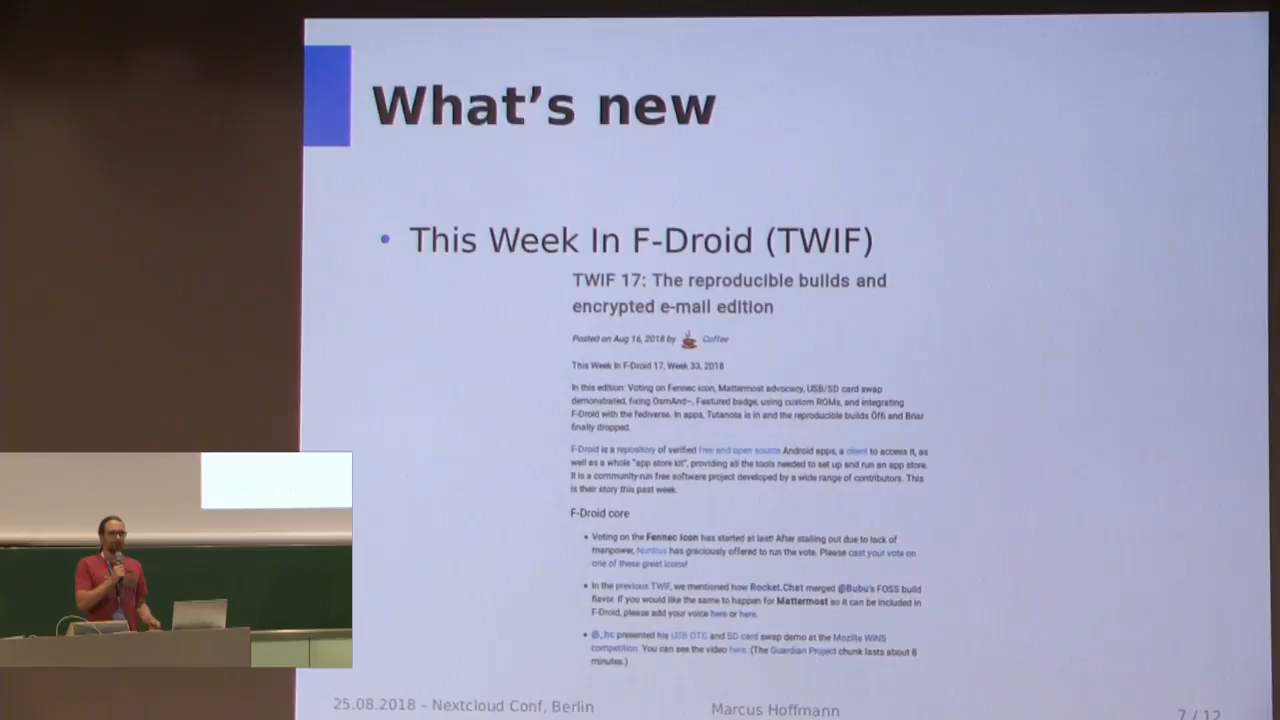 What's new
• This Week In F-Droid (TWIF)
TWIF 17: The reproducible builds and
encrypted e-mail edition
Posted on Aug 16, 2018 by Coffee
This Week In F-Droid 17, Week 33, 2018
In this edition: Voting on Fennec icon, Mattermost advocacy, USB/SD card swap
demonstrated, fixing OsmAnd~, Featured badge, using custom ROMs, and integrating
F-Droid with the fediverse. In apps, Tutanota is in and the reproducible builds Öffi and Briar
finally dropped.
F-Droid is a repository of verified free and open source Android apps, a client to access it, as
well as a whole "app store kit", providing all the tools needed to set up and run an app store.
It is a community-run free software project developed by a wide range of contributors. This
is their story this past week.
F-Droid core
• Voting on the Fennec icon has started at last! After stalling out due to lack of
manpower, Nutilus has graciously offered to run the vote. Please cast your vote on
one of these great icons!
• In the previous TWIF, we mentioned how Rocket.Chat merged @Bubu's FOSS build
flavor. If you would like the same to happen for Mattermost so it can be included in
F-Droid, please add your voice here or here.
• @_hc presented his USB OTG and SD card swap demo at the Mozilla WINS
competition. You can see the video here. (The Guardian Project chunk lasts about 8
minutes.)
25.08.2018 - Nextcloud Conf, Berlin
Marcus Hoffmann
7 / 12